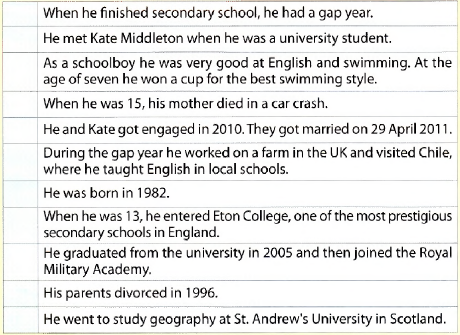 When he finished secondary school, he had a gap year.
He met Kate Middleton when he was a university student.
As a schoolboy he was very good at English and swimming. At the
age of seven he won a cup for the best swimming style.
When he was 15, his mother died in a car crash.
He and Kate got engaged in 2010. They got married on 29 April 2011.
During the gap year he worked on a farm in the UK and visited Chile,
where he taught English in local schools.
He was born in 1982.
When he was 13, he entered Eton College, one of the most prestigious
secondary schools in England.
He graduated from the university in 2005 and then joined the Royal
Military Academy.
His parents divorced in 1996.
He went to study geography at St. Andrew's University in Scotland.